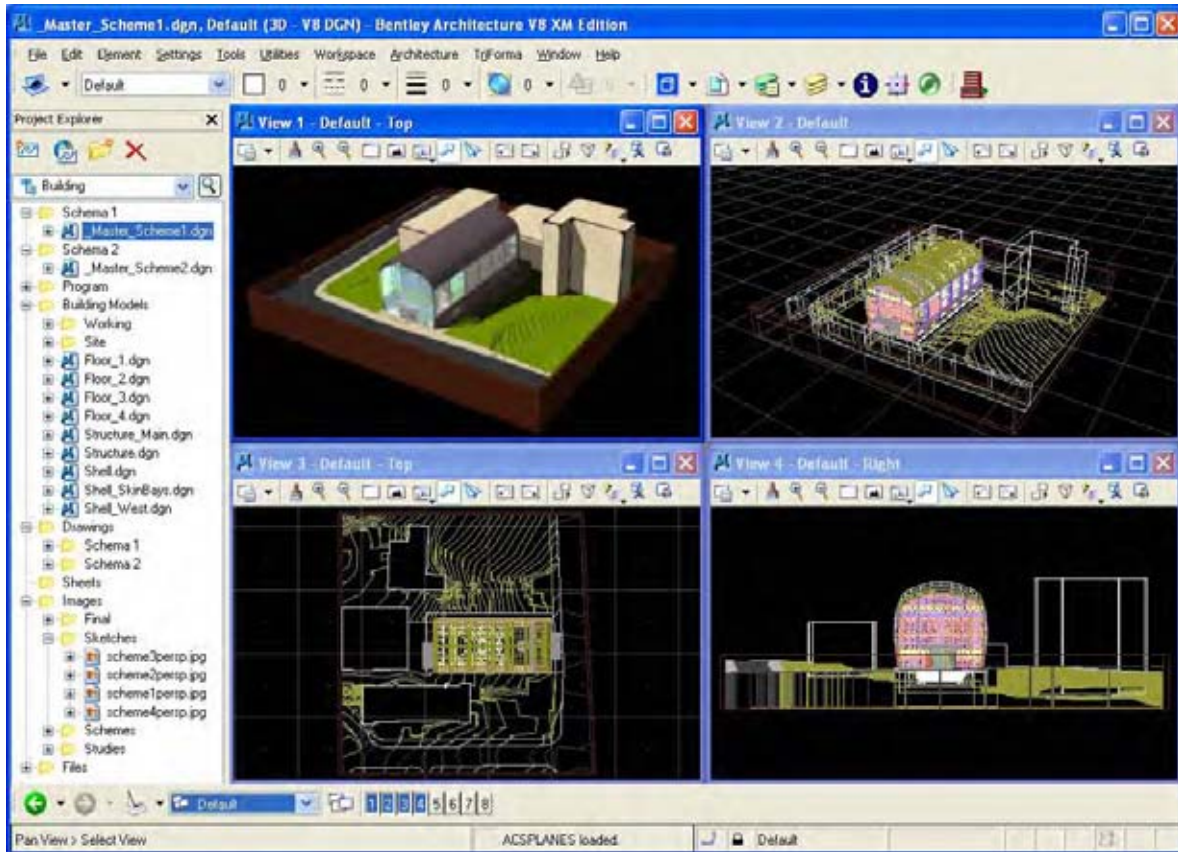 _Master_Scheme1.dgn, Default (3D - V8 DGN) - Bentley Architecture V8 XM Edition
File Edit Element Settings Tools Utilities Workspace Architecture TriForma Window Help
Default 0 0 0 0
Project Explorer
Building
Schema 1
_Master_Scheme1.dgn
Schema 2
_Master_Scheme2.dgn
Program
Building Models
Working
Site
Floor_1.dgn
Floor_2.dgn
Floor_3.dgn
Floor_4.dgn
Structure_Main.dgn
Structure.dgn
Shell.dgn
Shell_SkinBays.dgn
Shell_West.dgn
Drawings
Schema 1
Schema 2
Sheets
Images
Final
Sketches
scheme3persp.jpg
scheme2persp.jpg
scheme1persp.jpg
scheme4persp.jpg
Schemes
Studies
Files
View 1 - Default - Top
View 2 - Default
View 3 - Default - Top
View 4 - Default - Right
Default 1 2 3 4 5 6 7 8
Pan View > Select View ACSPLANES loaded. Default